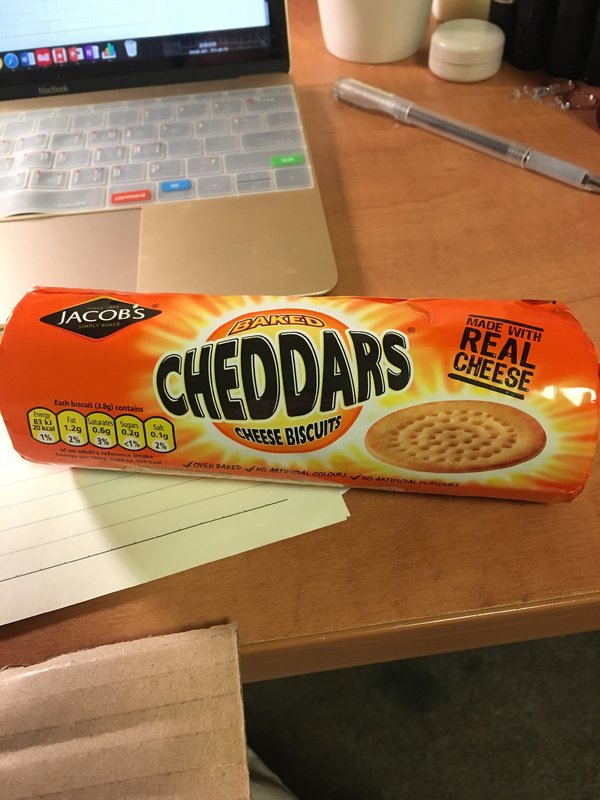 MacBook
command
SINCE 1885
JACOB'S
®
SIMPLY BAKED
BAKED
CHEDDARS
®
CHEESE BISCUITS
MADE WITH
REAL
CHEESE
Each biscuit (3.8g) contains
Energy
83 kJ
20 kcal
1%
Fat
1.2g
2%
Saturates
0.6g
3%
Sugars
0.2g
<1%
Salt
0.1g
2%
of an adult's reference intake
✓ OVEN BAKED ✓ NO ARTIFICIAL COLOURS ✓ NO ARTIFICIAL FLAVOURS